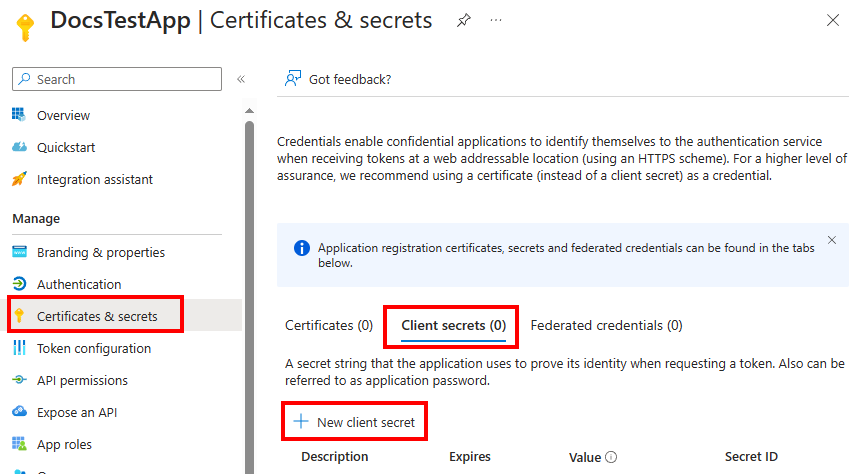 DocsTestApp | Certificates & secrets
Search
Got feedback?
Overview
Quickstart
Integration assistant
Manage
Branding & properties
Authentication
Certificates & secrets
Token configuration
API permissions
Expose an API
App roles
Credentials enable confidential applications to identify themselves to the authentication service
when receiving tokens at a web addressable location (using an HTTPS scheme). For a higher level of
assurance, we recommend using a certificate (instead of a client secret) as a credential.
Application registration certificates, secrets and federated credentials can be found in the tabs
below.
Certificates (0) Client secrets (0) Federated credentials (0)
A secret string that the application uses to prove its identity when requesting a token. Also can be
referred to as application password.
New client secret
Description Expires Value Secret ID